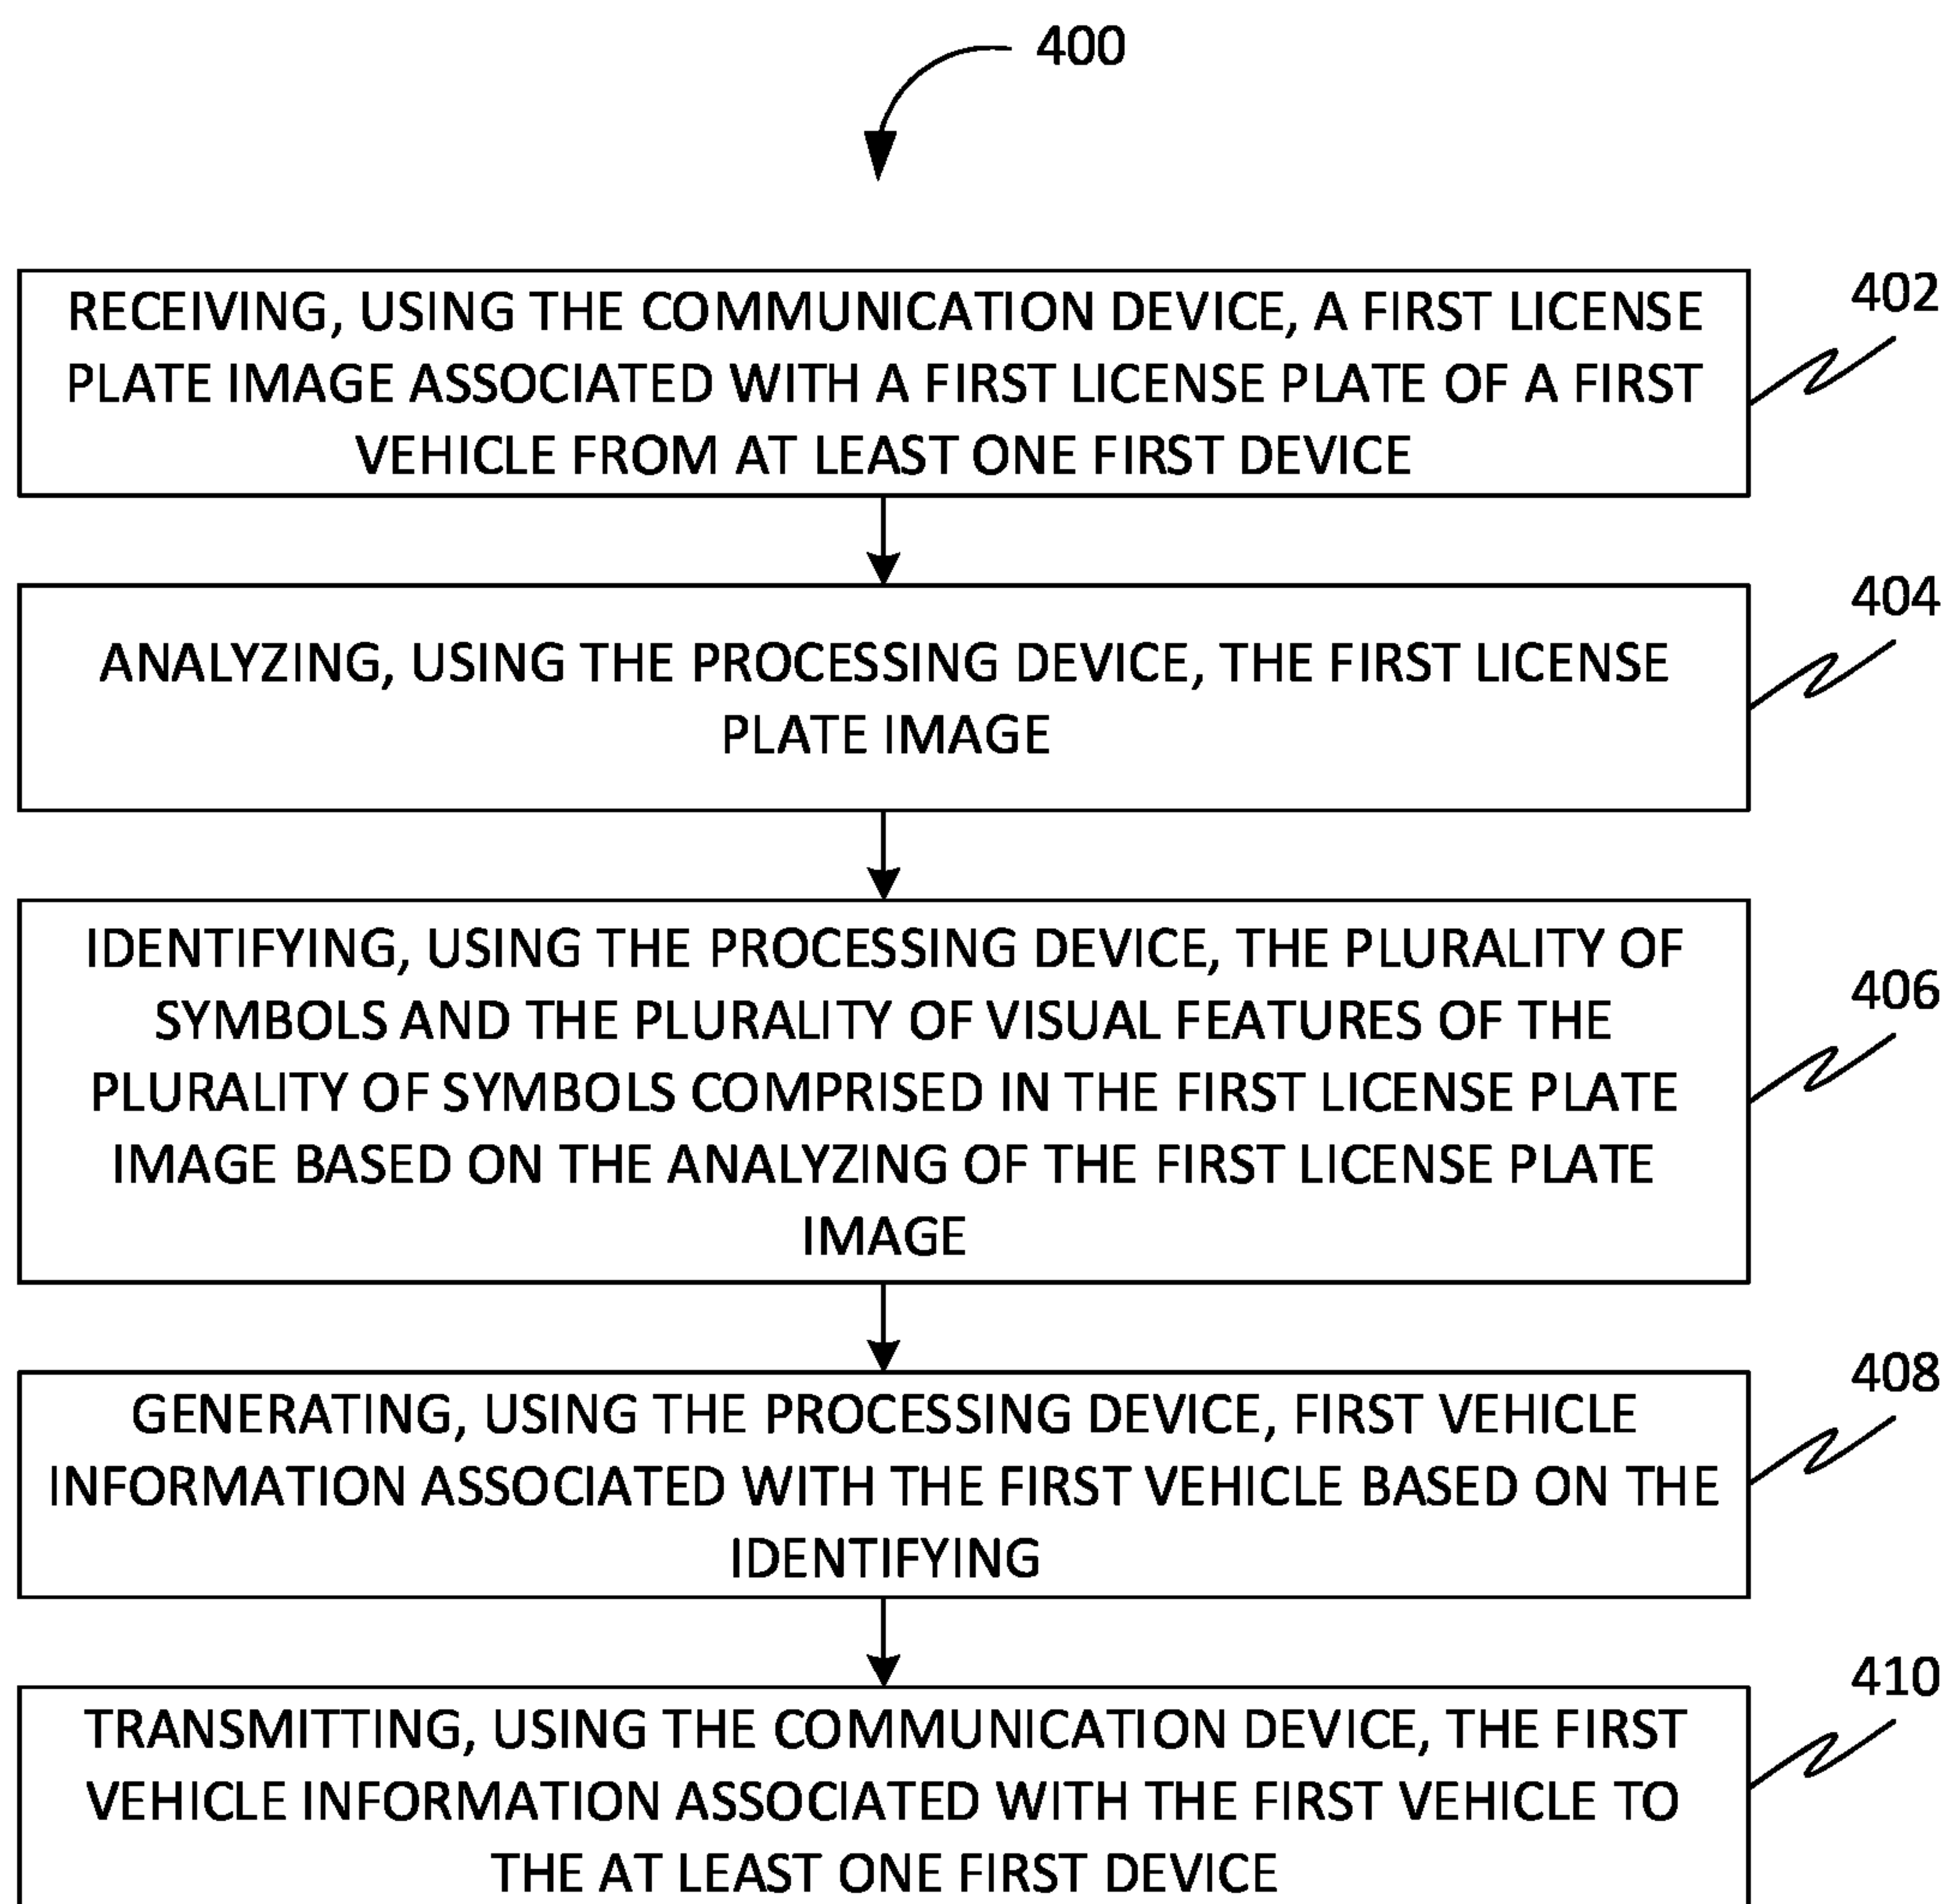 400
RECEIVING, USING THE COMMUNICATION DEVICE, A FIRST LICENSE
PLATE IMAGE ASSOCIATED WITH A FIRST LICENSE PLATE OF A FIRST
VEHICLE FROM AT LEAST ONE FIRST DEVICE
402
ANALYZING, USING THE PROCESSING DEVICE, THE FIRST LICENSE
PLATE IMAGE
404
IDENTIFYING, USING THE PROCESSING DEVICE, THE PLURALITY OF
SYMBOLS AND THE PLURALITY OF VISUAL FEATURES OF THE
PLURALITY OF SYMBOLS COMPRISED IN THE FIRST LICENSE PLATE
IMAGE BASED ON THE ANALYZING OF THE FIRST LICENSE PLATE
IMAGE
406
GENERATING, USING THE PROCESSING DEVICE, FIRST VEHICLE
INFORMATION ASSOCIATED WITH THE FIRST VEHICLE BASED ON THE
IDENTIFYING
408
TRANSMITTING, USING THE COMMUNICATION DEVICE, THE FIRST
VEHICLE INFORMATION ASSOCIATED WITH THE FIRST VEHICLE TO
THE AT LEAST ONE FIRST DEVICE
410